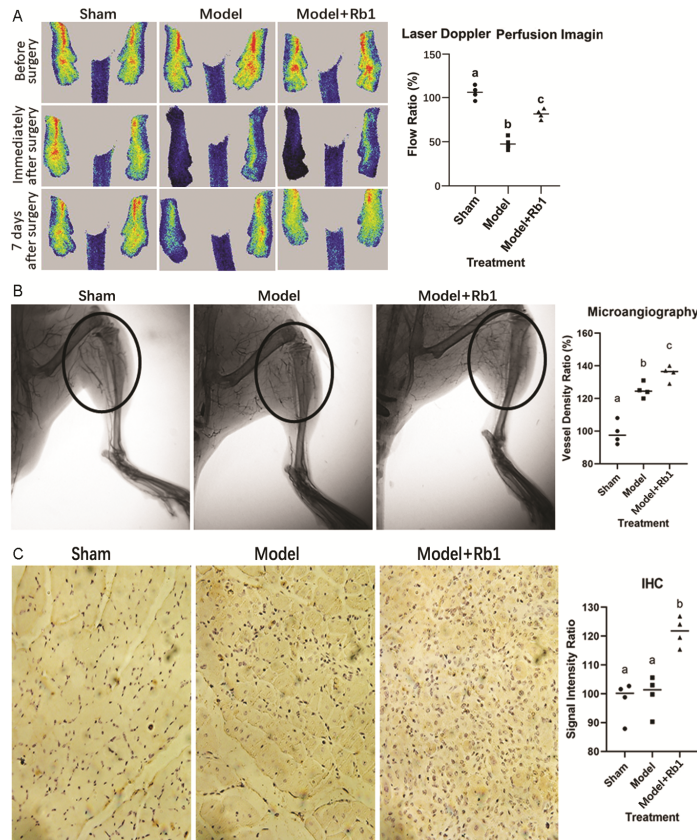 A
Sham
Model
Model+Rb1
Before
surgery
Immediately
after surgery
7 days
after surgery
Laser Doppler Perfusion Imagin
Flow Ratio (%)
150
100
50
0
a
b
c
Sham
Model
Model+Rb1
Treatment
B
Sham
Model
Model+Rb1
Microangiography
Vessel Density Ratio (%)
160
140
120
100
80
a
b
c
Sham
Model
Model+Rb1
Treatment
C
Sham
Model
Model+Rb1
IHC
Signal Intensity Ratio
130
120
110
100
90
80
a
a
b
Sham
Model
Model+Rb1
Treatment